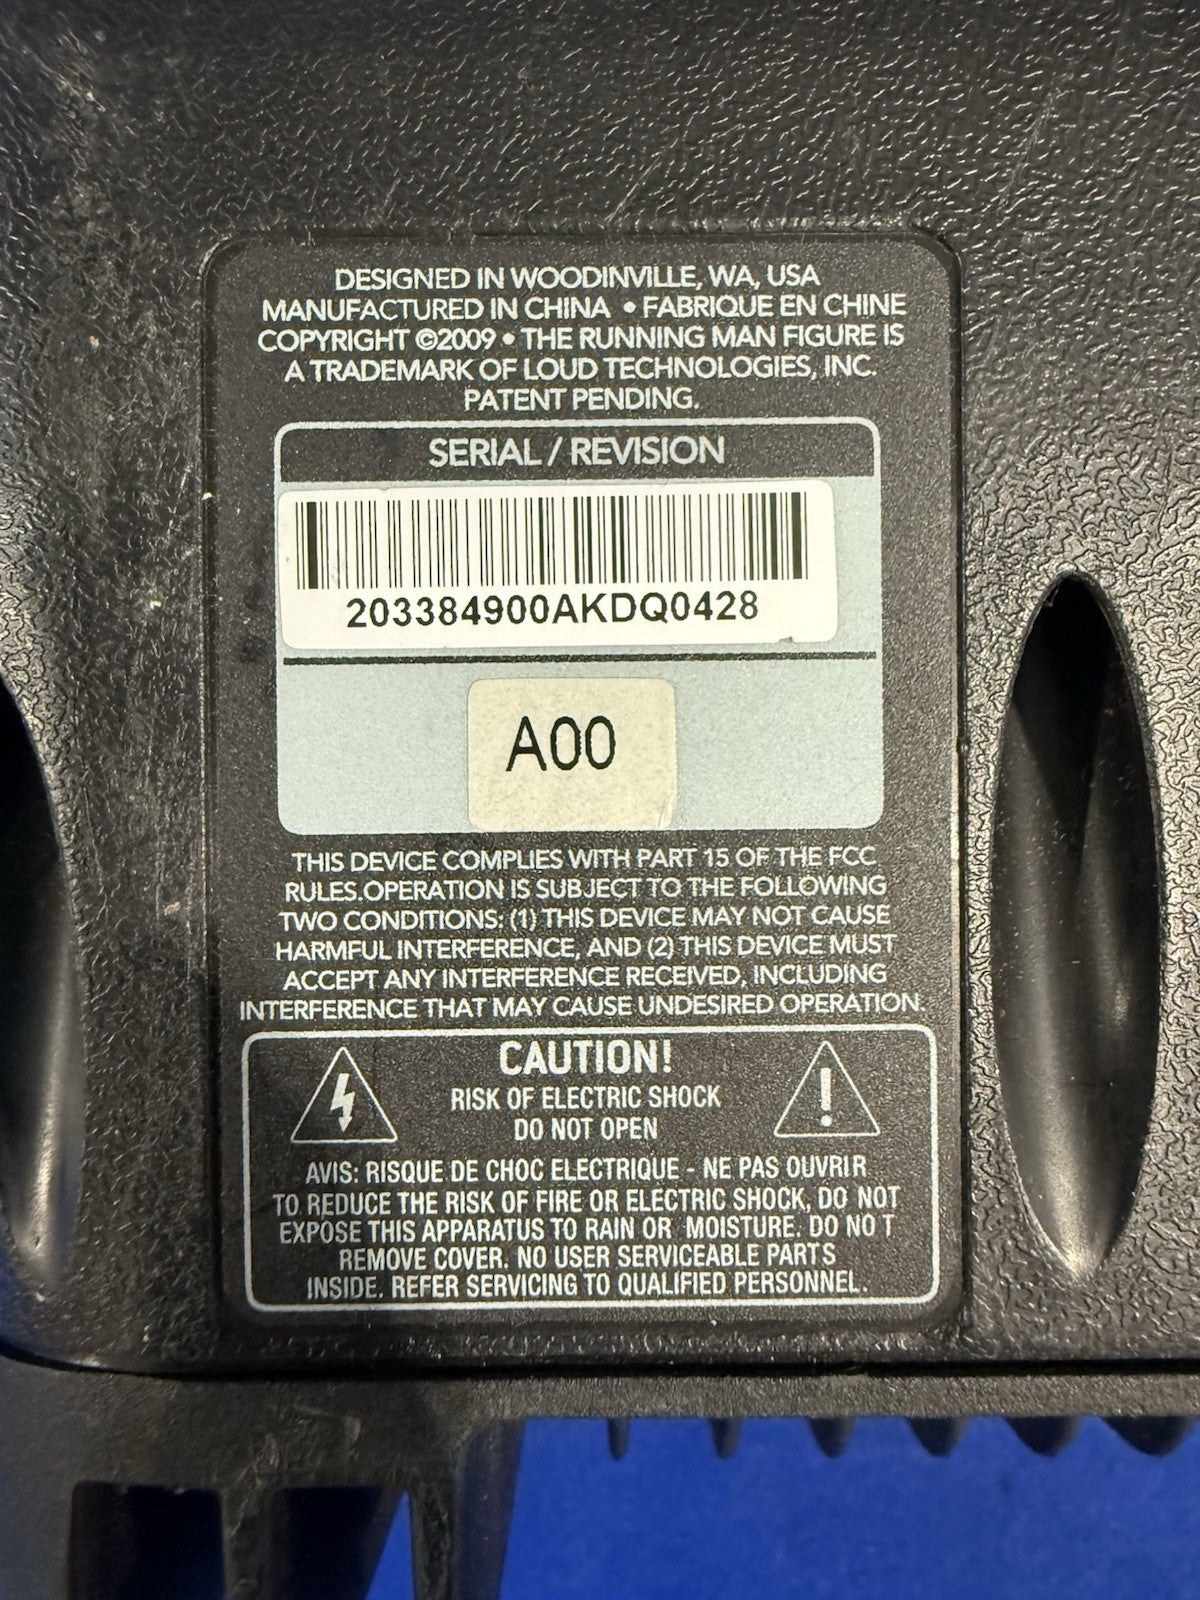 DESIGNED IN WOODINVILLE, WA, USA
MANUFACTURED IN CHINA • FABRIQUE EN CHINE
COPYRIGHT ©2009 • THE RUNNING MAN FIGURE IS
A TRADEMARK OF LOUD TECHNOLOGIES, INC.
PATENT PENDING.
SERIAL / REVISION
203384900AKDQ0428
A00
THIS DEVICE COMPLIES WITH PART 15 OF THE FCC
RULES.OPERATION IS SUBJECT TO THE FOLLOWING
TWO CONDITIONS: (1) THIS DEVICE MAY NOT CAUSE
HARMFUL INTERFERENCE, AND (2) THIS DEVICE MUST
ACCEPT ANY INTERFERENCE RECEIVED, INCLUDING
INTERFERENCE THAT MAY CAUSE UNDESIRED OPERATION.
CAUTION!
RISK OF ELECTRIC SHOCK
DO NOT OPEN
AVIS: RISQUE DE CHOC ELECTRIQUE - NE PAS OUVRIR
TO REDUCE THE RISK OF FIRE OR ELECTRIC SHOCK, DO NOT
EXPOSE THIS APPARATUS TO RAIN OR MOISTURE. DO NO T
REMOVE COVER. NO USER SERVICEABLE PARTS
INSIDE. REFER SERVICING TO QUALIFIED PERSONNEL.